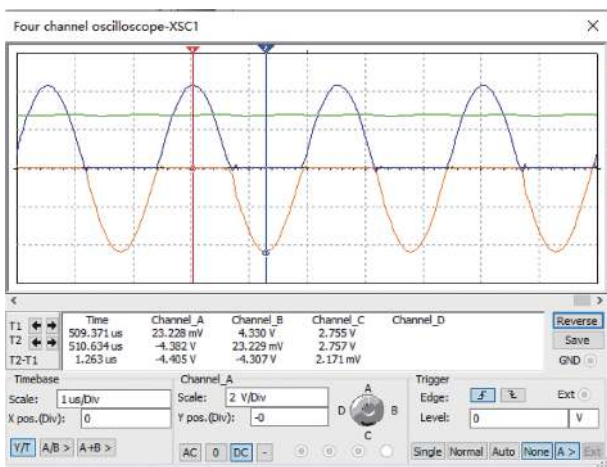 Four channel oscilloscope-XSC1
Time Channel_A Channel_B Channel_C Channel_D
T1 509.371 us 23.228 mV 4.330 V 2.755 V
T2 510.634 us -4.382 V 23.229 mV 2.757 V
T2-T1 1.263 us -4.405 V -4.307 V 2.171 mV
Reverse
Save
GND
Timebase
Scale: 1 us/Div
X pos.(Div): 0
Y/T A/B > A+B >
Channel_A
Scale: 2 V/Div
Y pos.(Div): -0
AC 0 DC -
A
D B
C
Trigger
Edge: Ext
Level: 0 V
Single Normal Auto None A > Ext